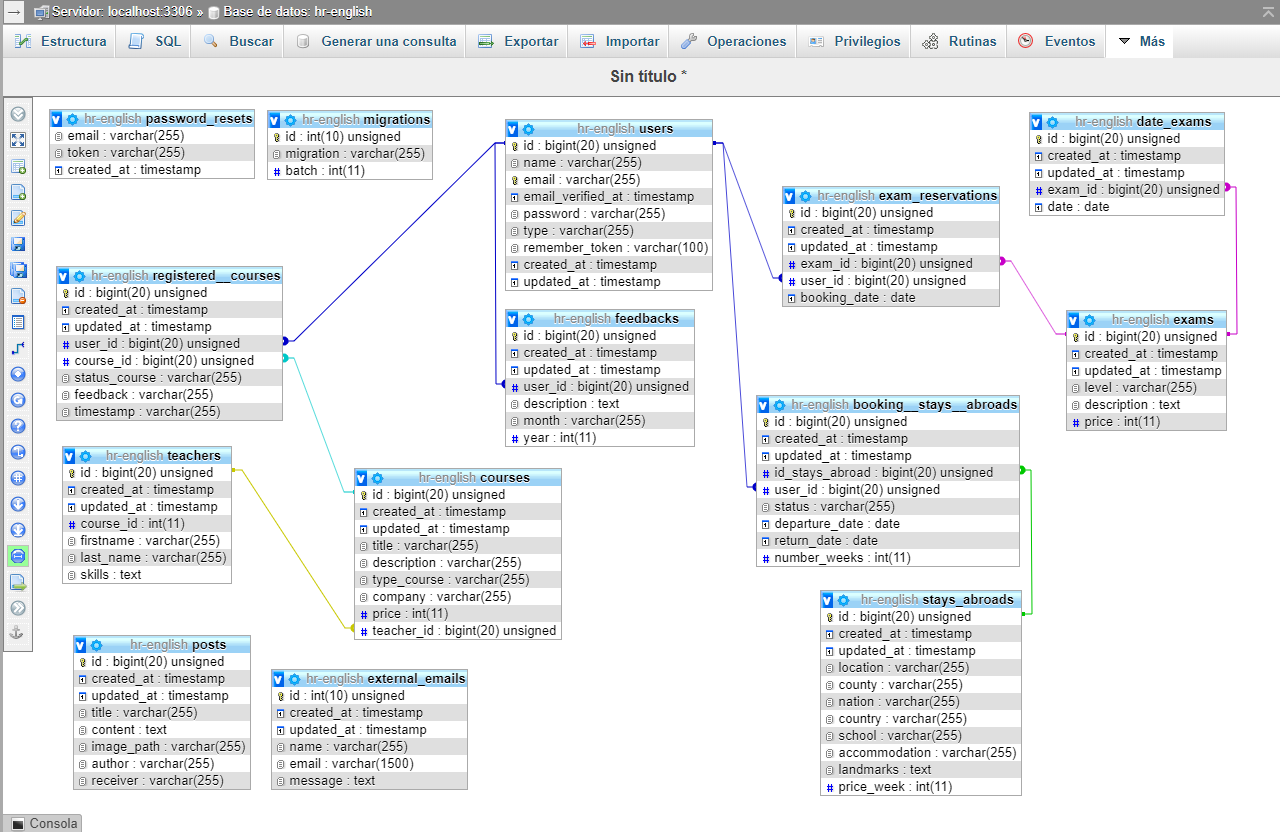 Servidor: localhost:3306 » Base de datos: hr-english
Estructura SQL Buscar Generar una consulta Exportar Importar Operaciones Privilegios Rutinas Eventos Más
Sin título *
hr-english password_resets
email : varchar(255)
token : varchar(255)
created_at : timestamp
hr-english migrations
id : int(10) unsigned
migration : varchar(255)
batch : int(11)
hr-english users
id : bigint(20) unsigned
name : varchar(255)
email : varchar(255)
email_verified_at : timestamp
password : varchar(255)
type : varchar(255)
remember_token : varchar(100)
created_at : timestamp
updated_at : timestamp
hr-english date_exams
id : bigint(20) unsigned
created_at : timestamp
updated_at : timestamp
exam_id : bigint(20) unsigned
date : date
hr-english exam_reservations
id : bigint(20) unsigned
created_at : timestamp
updated_at : timestamp
exam_id : bigint(20) unsigned
user_id : bigint(20) unsigned
booking_date : date
hr-english registered__courses
id : bigint(20) unsigned
created_at : timestamp
updated_at : timestamp
user_id : bigint(20) unsigned
course_id : bigint(20) unsigned
status_course : varchar(255)
feedback : varchar(255)
timestamp : varchar(255)
hr-english feedbacks
id : bigint(20) unsigned
created_at : timestamp
updated_at : timestamp
user_id : bigint(20) unsigned
description : text
month : varchar(255)
year : int(11)
hr-english exams
id : bigint(20) unsigned
created_at : timestamp
updated_at : timestamp
level : varchar(255)
description : text
price : int(11)
hr-english booking__stays__abroads
id : bigint(20) unsigned
created_at : timestamp
updated_at : timestamp
id_stays_abroad : bigint(20) unsigned
user_id : bigint(20) unsigned
status : varchar(255)
departure_date : date
return_date : date
number_weeks : int(11)
hr-english teachers
id : bigint(20) unsigned
created_at : timestamp
updated_at : timestamp
course_id : int(11)
firstname : varchar(255)
last_name : varchar(255)
skills : text
hr-english courses
id : bigint(20) unsigned
created_at : timestamp
updated_at : timestamp
title : varchar(255)
description : varchar(255)
type_course : varchar(255)
company : varchar(255)
price : int(11)
teacher_id : bigint(20) unsigned
hr-english stays_abroads
id : bigint(20) unsigned
created_at : timestamp
updated_at : timestamp
location : varchar(255)
county : varchar(255)
nation : varchar(255)
country : varchar(255)
school : varchar(255)
accommodation : varchar(255)
landmarks : text
price_week : int(11)
hr-english posts
id : bigint(20) unsigned
created_at : timestamp
updated_at : timestamp
title : varchar(255)
content : text
image_path : varchar(255)
author : varchar(255)
receiver : varchar(255)
hr-english external_emails
id : int(10) unsigned
created_at : timestamp
updated_at : timestamp
name : varchar(255)
email : varchar(1500)
message : text
Consola